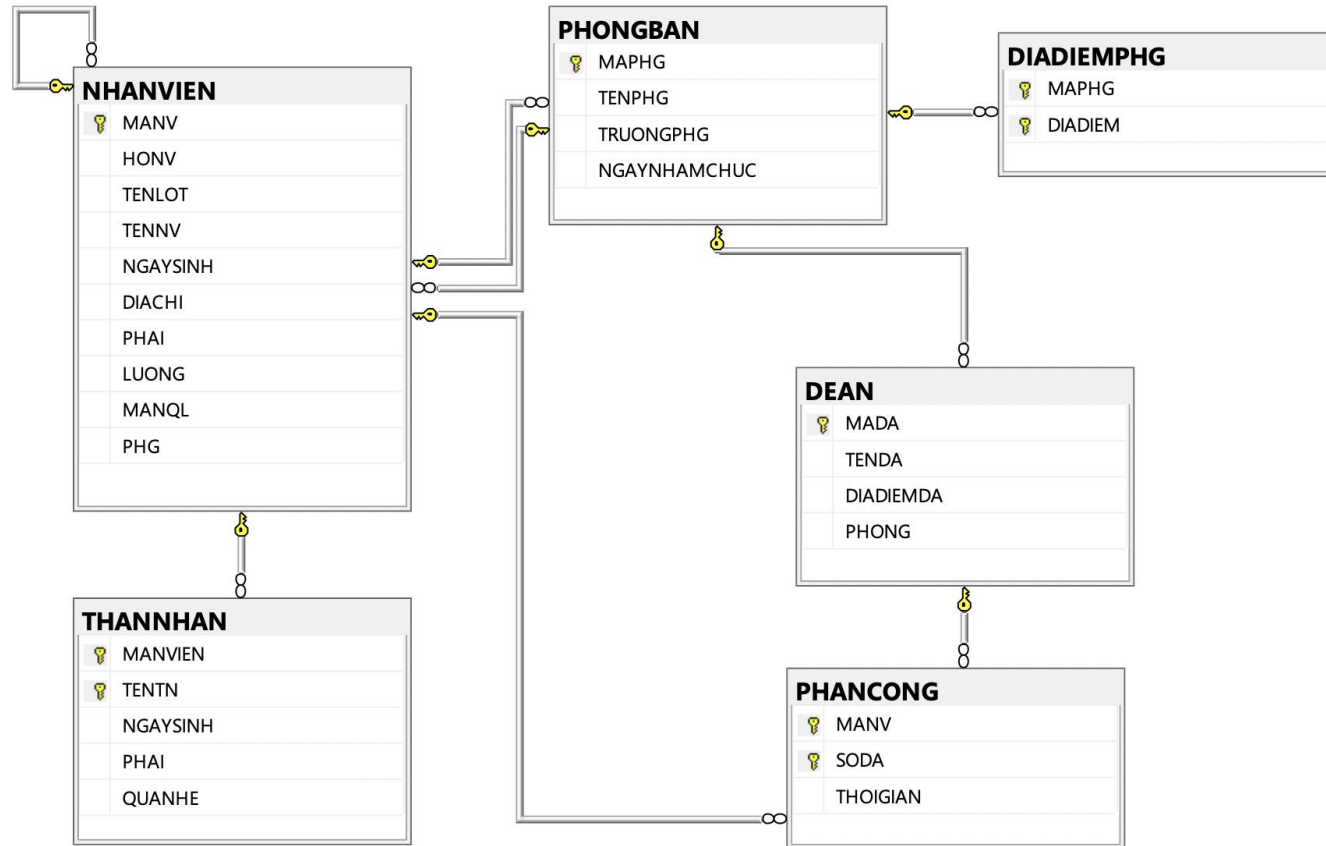 NHANVIEN
MANV
HONV
TENLOT
TENNV
NGAYSINH
DIACHI
PHAI
LUONG
MANQL
PHG
PHONGBAN
MAPHG
TENPHG
TRUONGPHG
NGAYNHAMCHUC
DIADIEMPHG
MAPHG
DIADIEM
DEAN
MADA
TENDA
DIADIEMDA
PHONG
THANNHAN
MANVIEN
TENTN
NGAYSINH
PHAI
QUANHE
PHANCONG
MANV
SODA
THOIGIAN